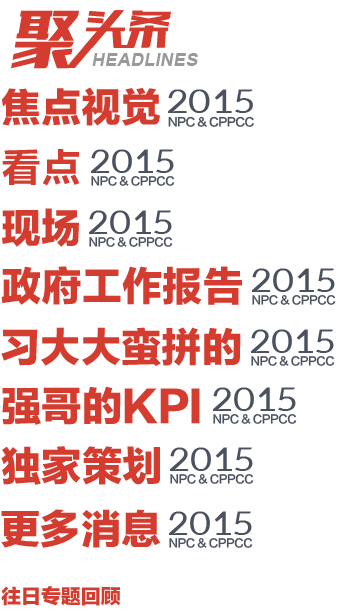 聚头条
HEADLINES
焦点视觉 2015 NPC & CPPCC
看点 2015 NPC & CPPCC
现场 2015 NPC & CPPCC
政府工作报告 2015 NPC & CPPCC
习大大蛮拼的 2015 NPC & CPPCC
强哥的KPI 2015 NPC & CPPCC
独家策划 2015 NPC & CPPCC
更多消息 2015 NPC & CPPCC
往日专题回顾